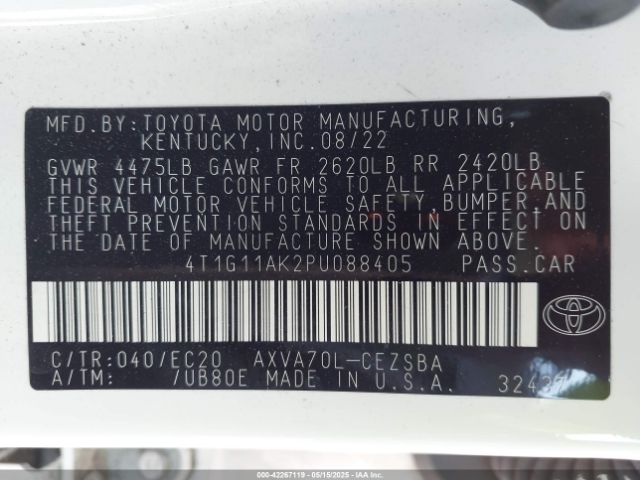 MFD.BY:TOYOTA MOTOR MANUFACTURING,
KENTUCKY,INC.08/22
GVWR 4475LB GAWR FR 2620LB RR 2420LB
THIS VEHICLE CONFORMS TO ALL APPLICABLE
FEDERAL MOTOR VEHICLE SAFETY,BUMPER,AND
THEFT PREVENTION STANDARDS IN EFFECT ON
THE DATE OF MANUFACTURE SHOWN ABOVE.
4T1G11AK2PU088405 PASS.CAR
C/TR:040/EC20 AXVA70L-CEZSBA
A/TM: /UB80E MADE IN U.S.A.
TOYOTA
000-42267119 - 05/15/2025 - IAAI, Inc.